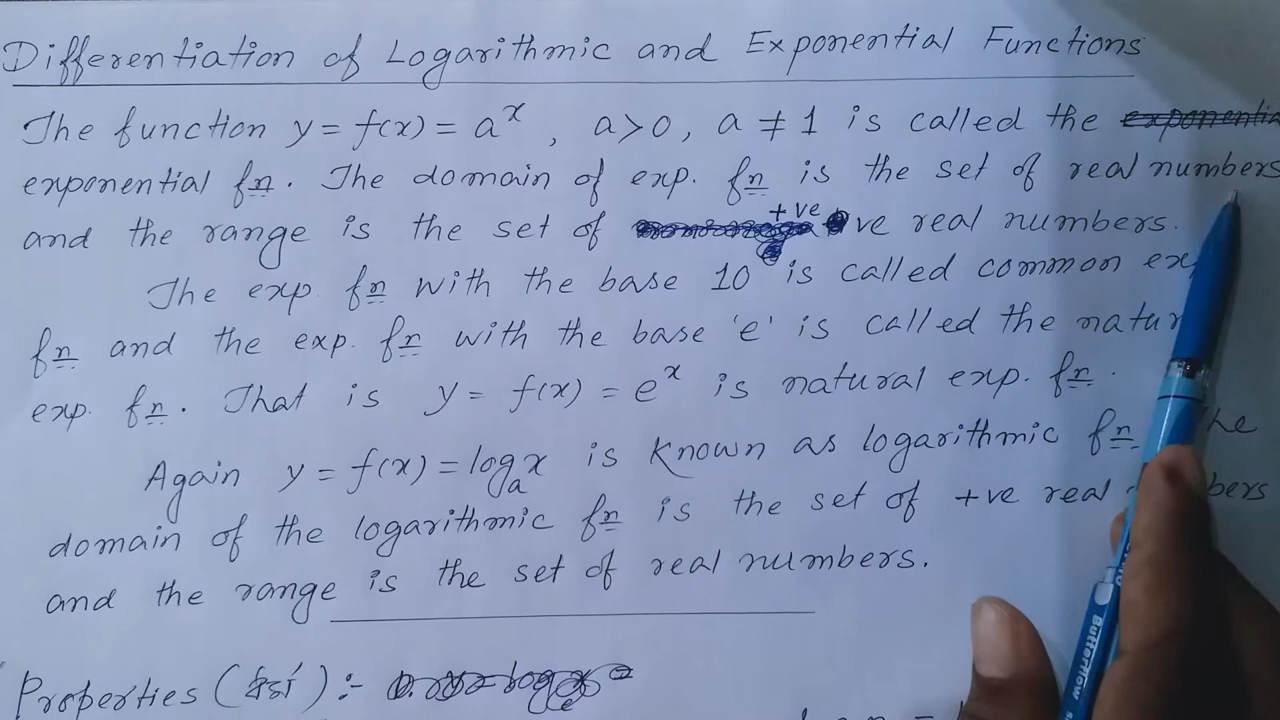 Differentiation of Logarithmic and Exponential Functions
The function y = f(x) = aˣ, a>0, a ≠ 1 is called the
exponential fn. The domain of exp. fn is the set of real numbers
and the range is the set of +ve real numbers.
The exp. fn with the base 10 is called common
fn and the exp. fn with the base 'e' is called the
exp. fn. That is y = f(x) = eˣ is natural exp. fn.
Again y = f(x) = logₐx is known as logarithmic fn.
domain of the logarithmic fn is the set of +ve real
and the range is the set of real numbers.
Properties ( ) :-
Butterflow